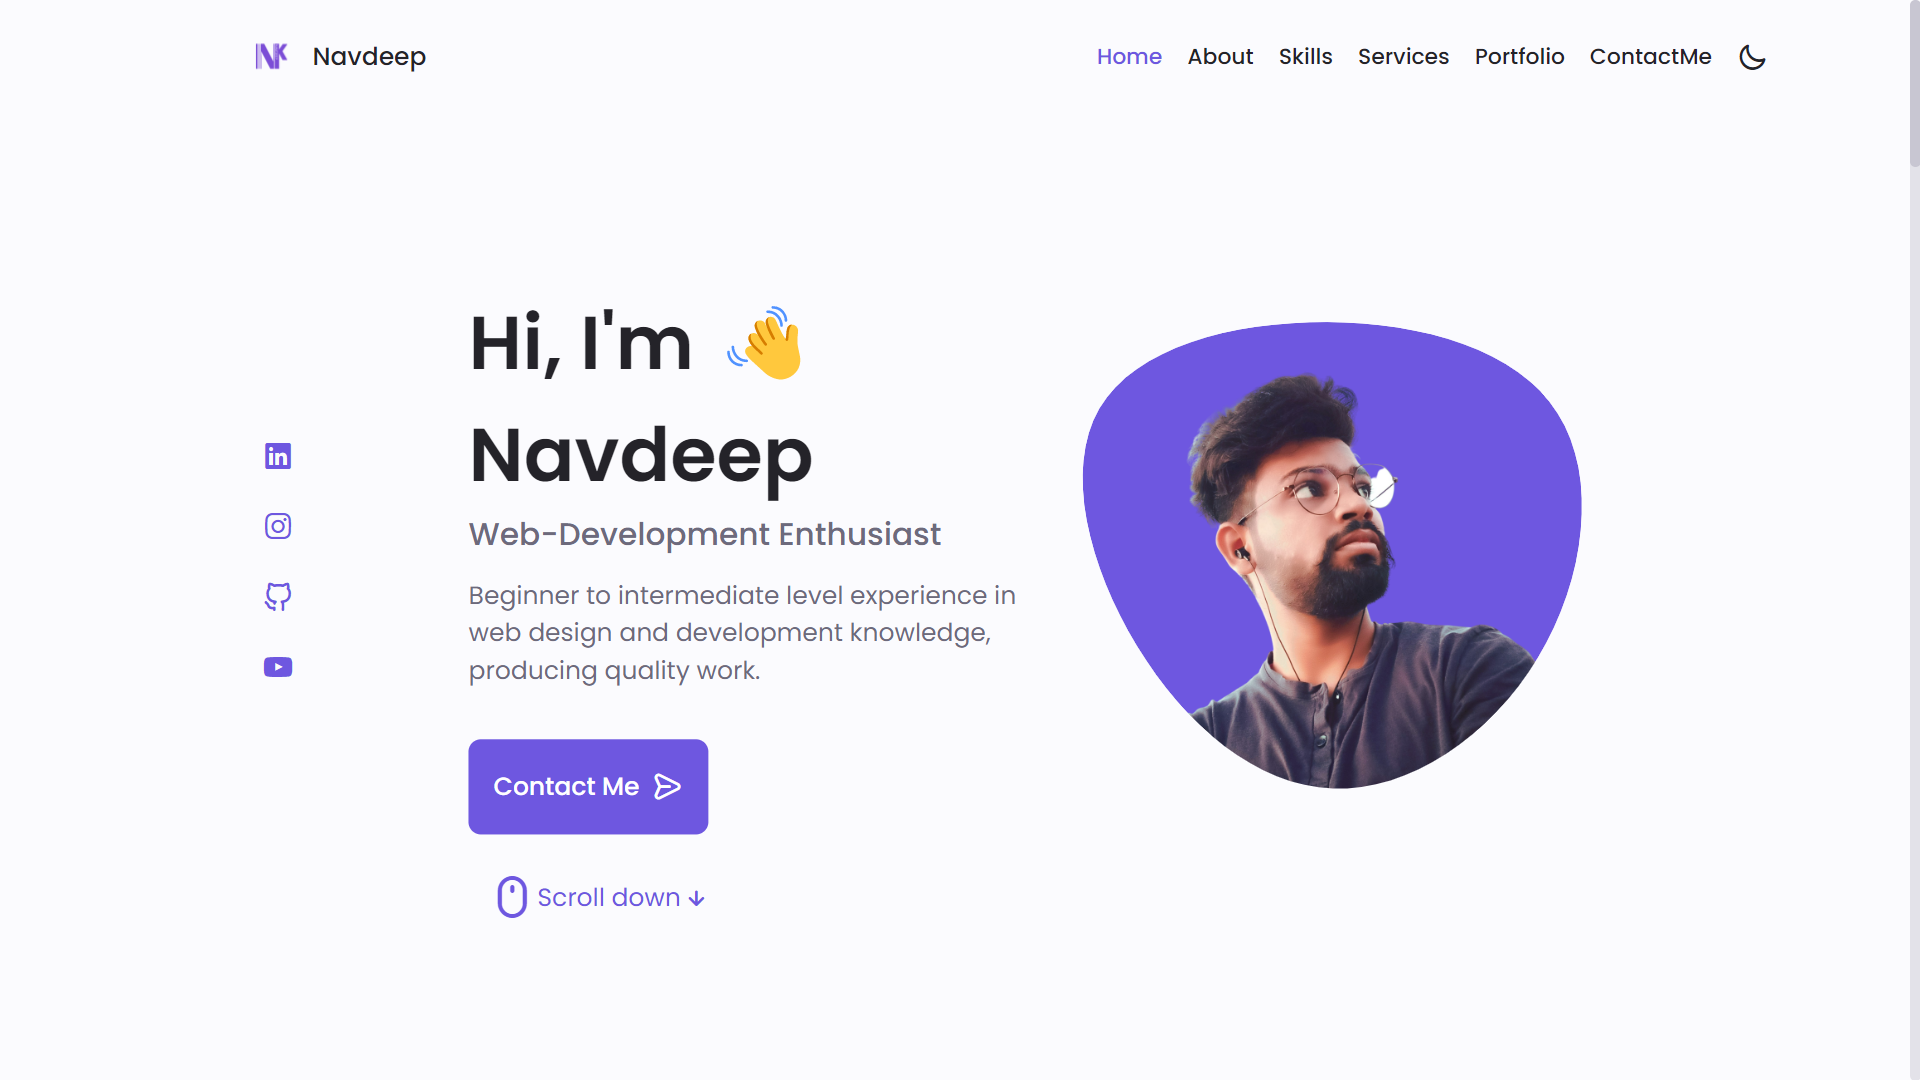 NK Navdeep
Home About Skills Services Portfolio ContactMe
Hi, I'm 👋
Navdeep
Web-Development Enthusiast
Beginner to intermediate level experience in
web design and development knowledge,
producing quality work.
Contact Me
Scroll down ↓